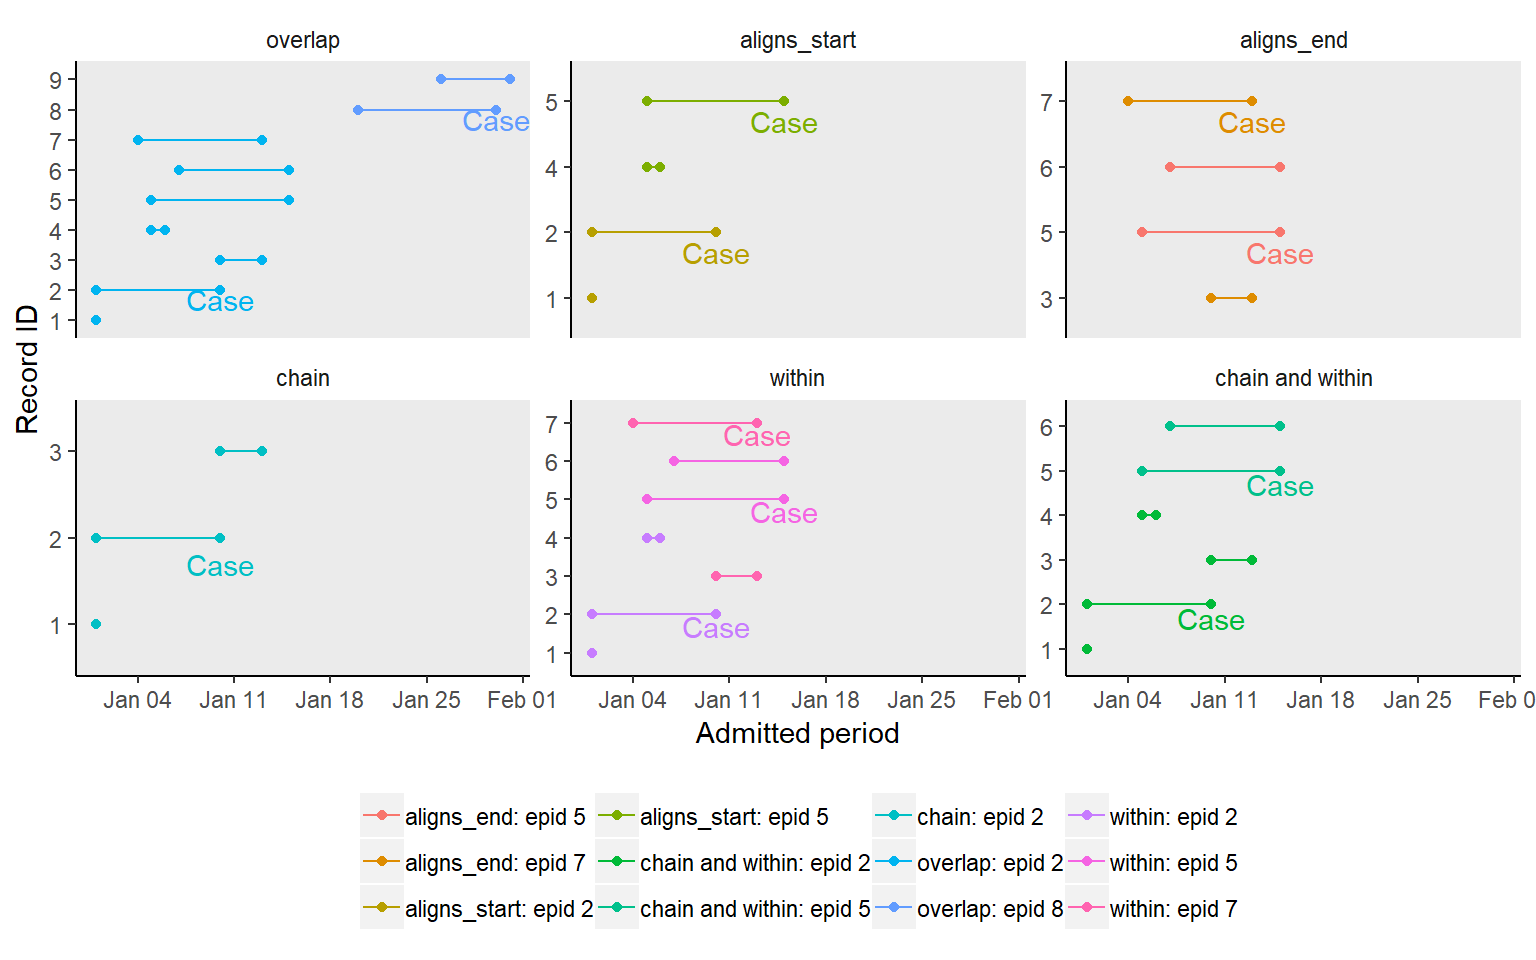 overlap aligns_start aligns_end
9
8
7
6
5
4
3
2
1
Case
Case
5
4
2
1
Case
Case
7
6
5
3
Case
Case
Record ID
chain within chain and within
3
2
1
Case
7
6
5
4
3
2
1
Case
Case
Case
6
5
4
3
2
1
Case
Case
Jan 04 Jan 11 Jan 18 Jan 25 Feb 01 Jan 04 Jan 11 Jan 18 Jan 25 Feb 01 Jan 04 Jan 11 Jan 18 Jan 25 Feb 0
Admitted period
aligns_end: epid 5 aligns_start: epid 5 chain: epid 2 within: epid 2
aligns_end: epid 7 chain and within: epid 2 overlap: epid 2 within: epid 5
aligns_start: epid 2 chain and within: epid 5 overlap: epid 8 within: epid 7